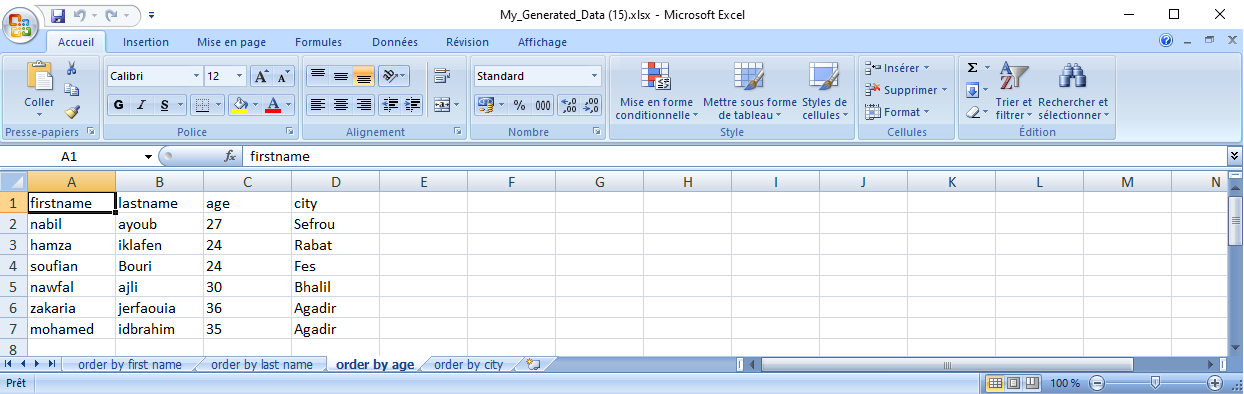 My_Generated_Data (15).xlsx - Microsoft Excel
Accueil Insertion Mise en page Formules Données Révision Affichage
Coller
Presse-papiers
Calibri 12 A A
G I S A
Police
Alignement
Standard
% 000 ,00 ,00
Nombre
Mise en forme conditionnelle
Mettre sous forme de tableau
Styles de cellules
Style
Insérer
Supprimer
Format
Cellules
Σ
Trier et filtrer
Rechercher et sélectionner
Édition
A1 fx firstname
A B C D E F G H I J K L M N
1 firstname lastname age city
2 nabil ayoub 27 Sefrou
3 hamza iklafen 24 Rabat
4 soufian Bouri 24 Fes
5 nawfal ajli 30 Bhalil
6 zakaria jerfaouia 36 Agadir
7 mohamed idbrahim 35 Agadir
8
order by first name order by last name order by age order by city
Prêt 100 %